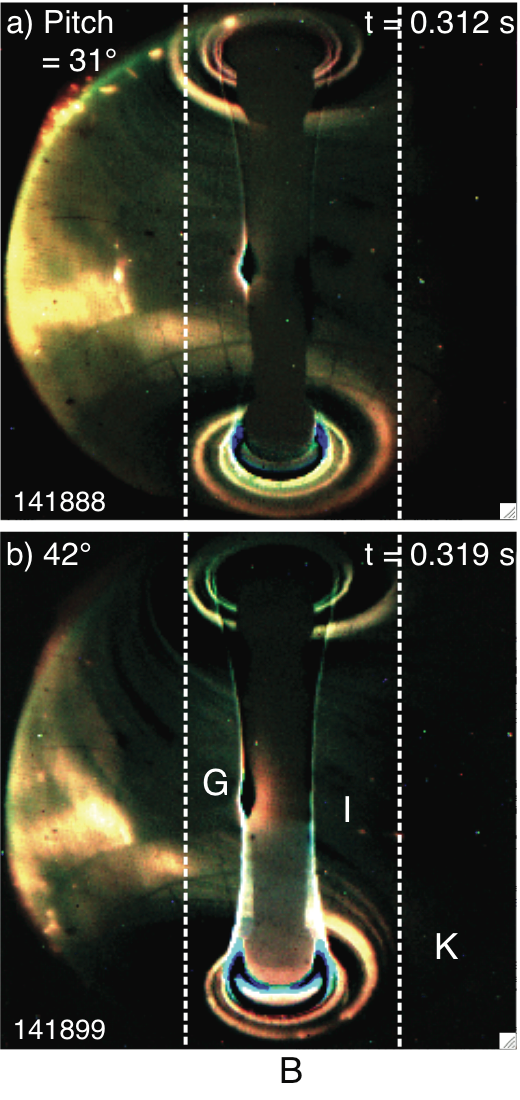 a) Pitch
= 31°
t = 0.312 s
141888
b) 42°
t = 0.319 s
G
I
K
141899
B